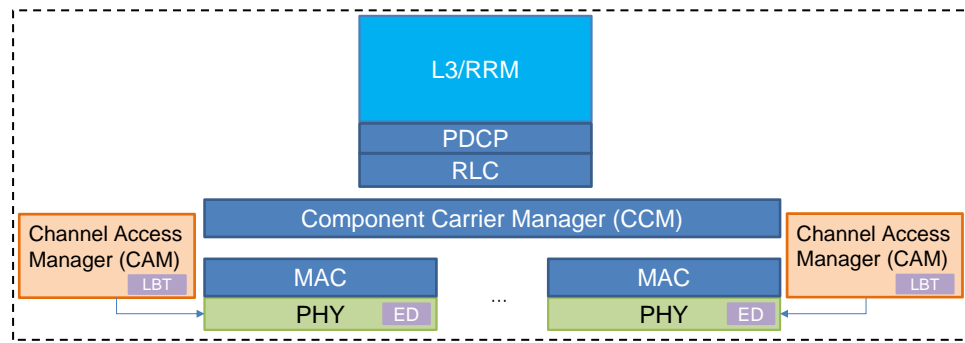 L3/RRM
PDCP
RLC
Component Carrier Manager (CCM)
Channel Access
Manager (CAM)
LBT
Channel Access
Manager (CAM)
LBT
MAC
...
MAC
PHY
ED
PHY
ED